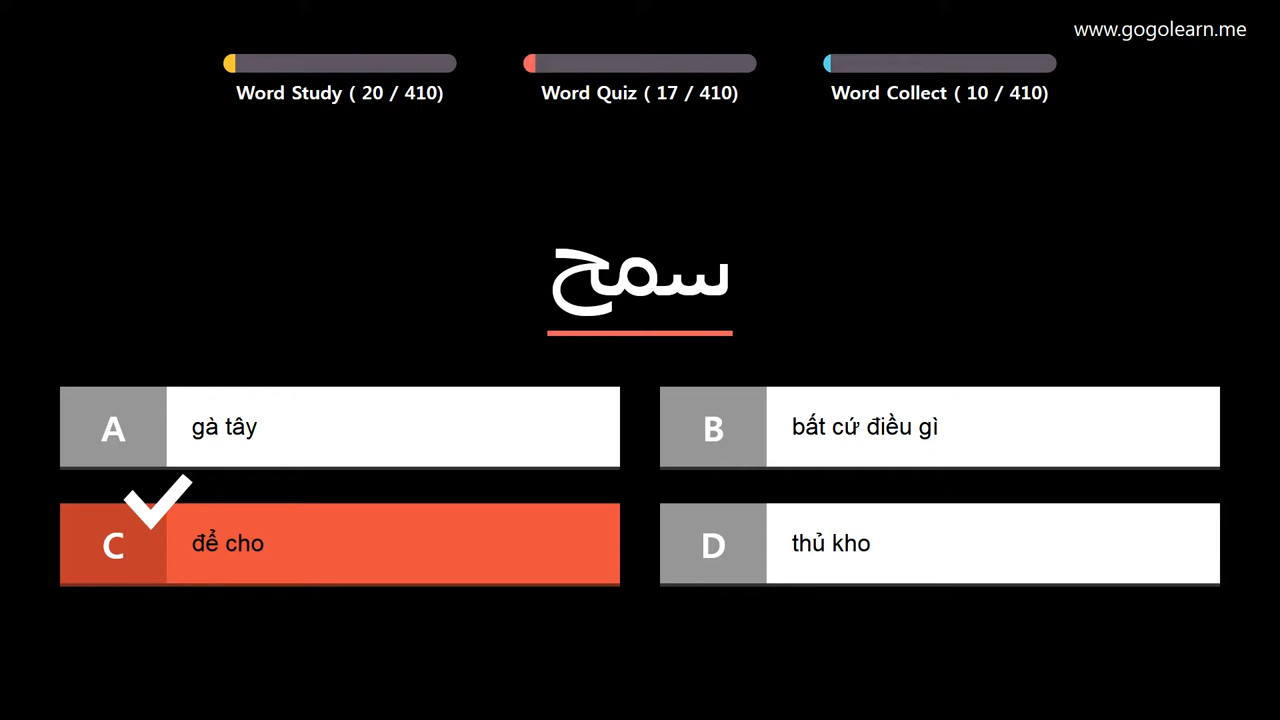 www.gogolearn.me
Word Study ( 20 / 410)
Word Quiz ( 17 / 410)
Word Collect ( 10 / 410)
سمح
A
gà tây
B
bất cứ điều gì
C
để cho
D
thủ kho